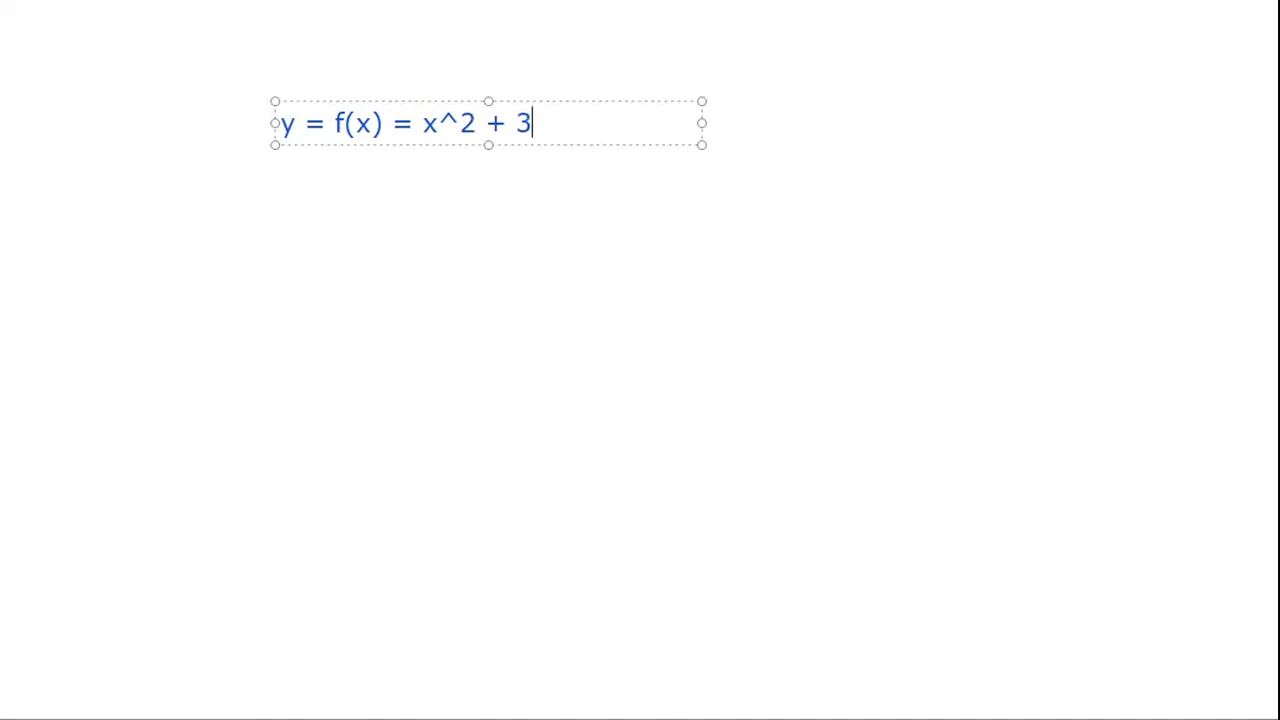 y = f(x) = x^2 + 3